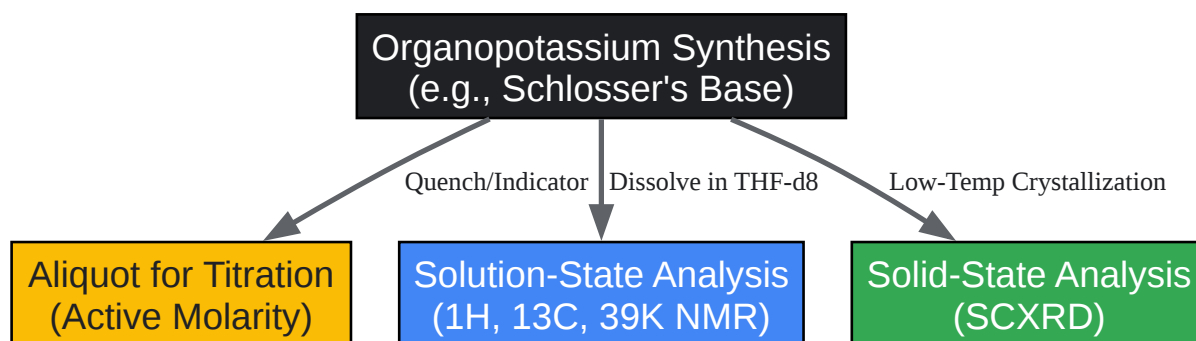 Organopotassium Synthesis
(e.g., Schlosser's Base)
Quench/Indicator
Dissolve in THF-d8
Low-Temp Crystallization
Aliquot for Titration
(Active Molarity)
Solution-State Analysis
(1H, 13C, 39K NMR)
Solid-State Analysis
(SCXRD)